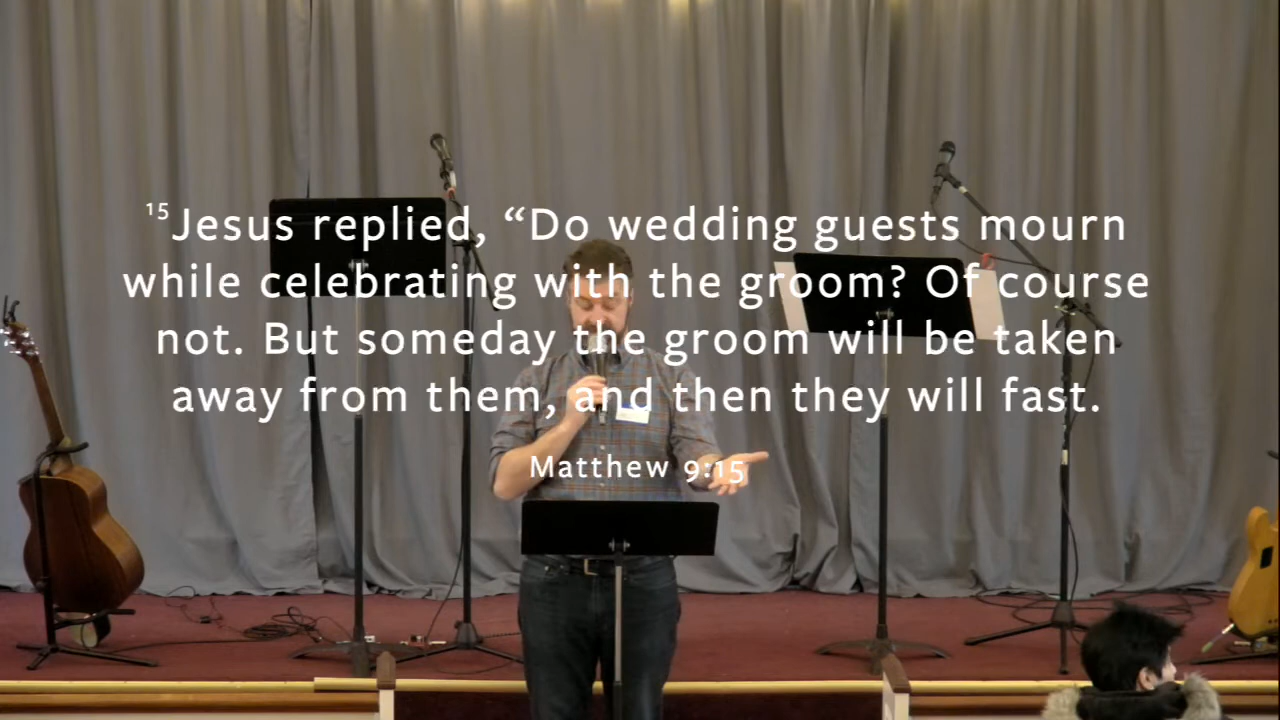 ¹⁵Jesus replied, “Do wedding guests mourn
while celebrating with the groom? Of course
not. But someday the groom will be taken
away from them, and then they will fast.
Matthew 9:15